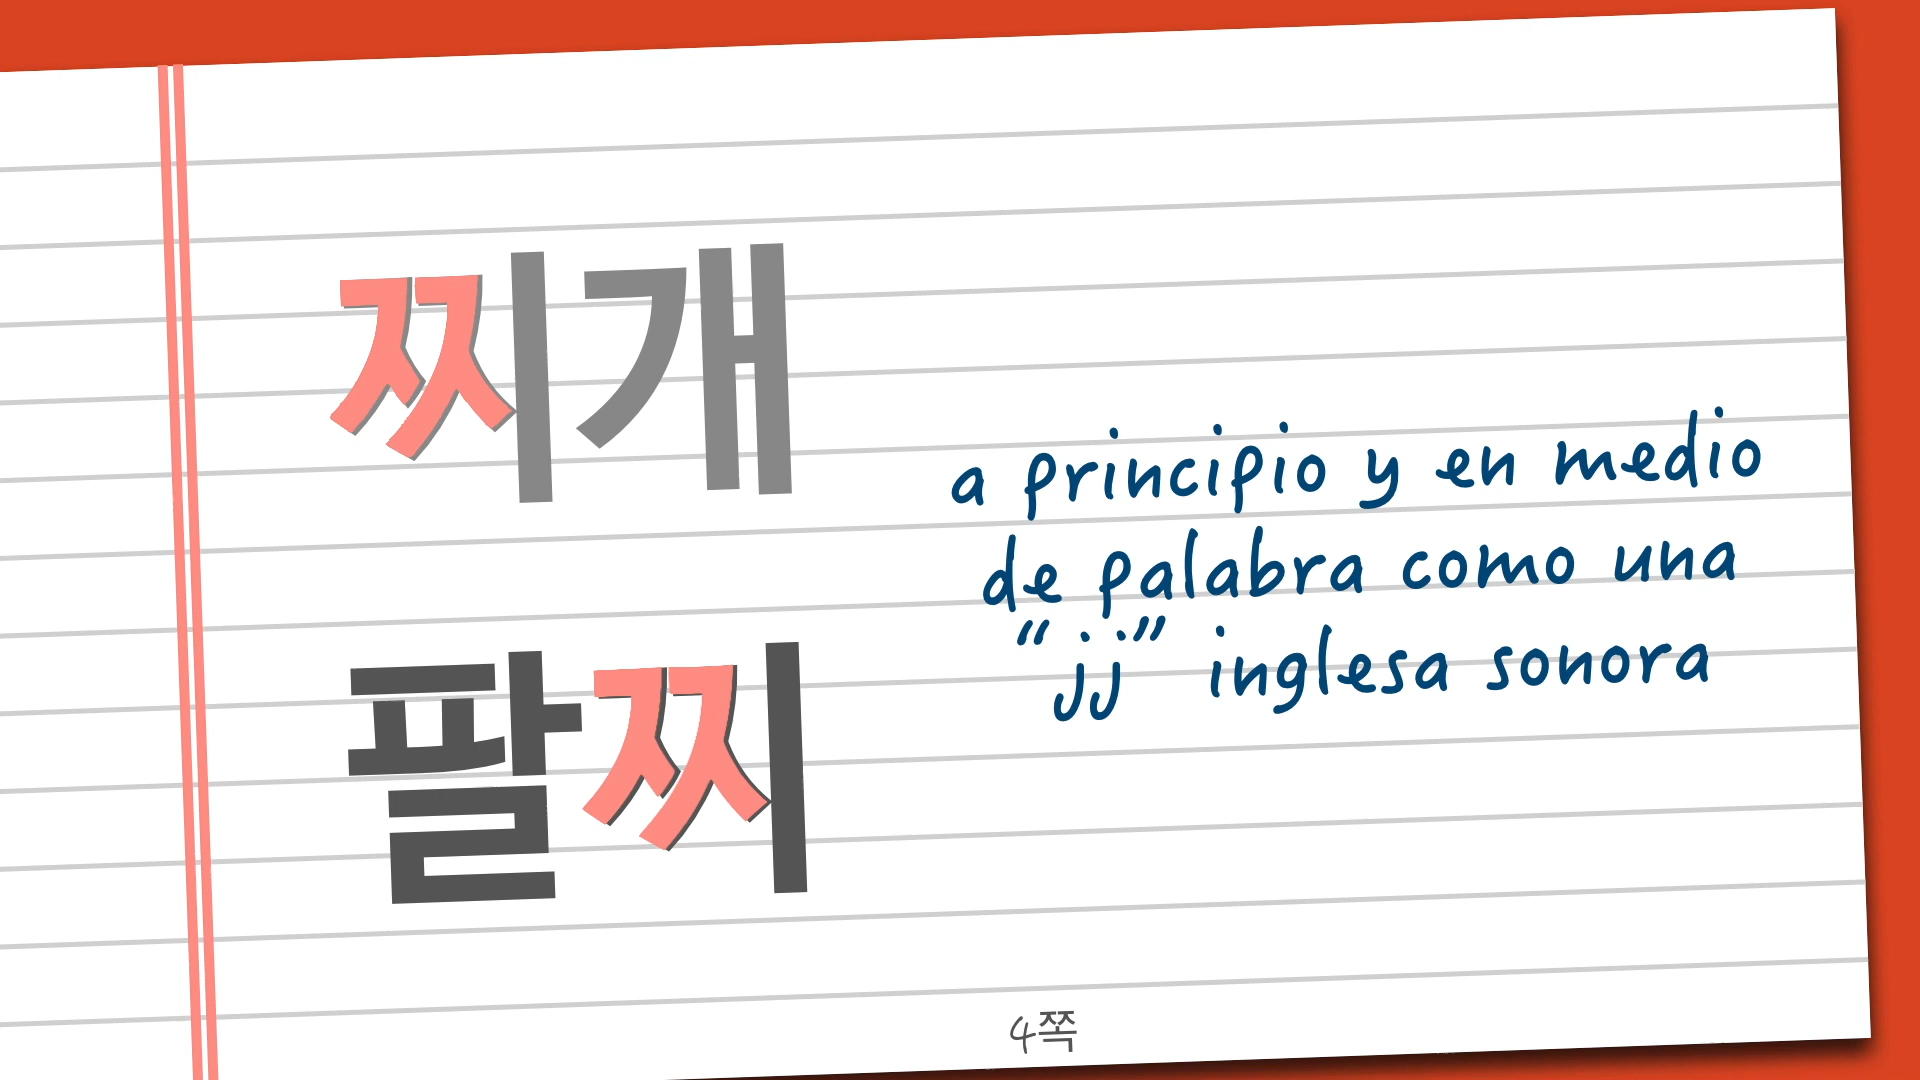 찌개
팔찌
a principio y en medio
de palabra como una
“jj” inglesa sonora
4쪽